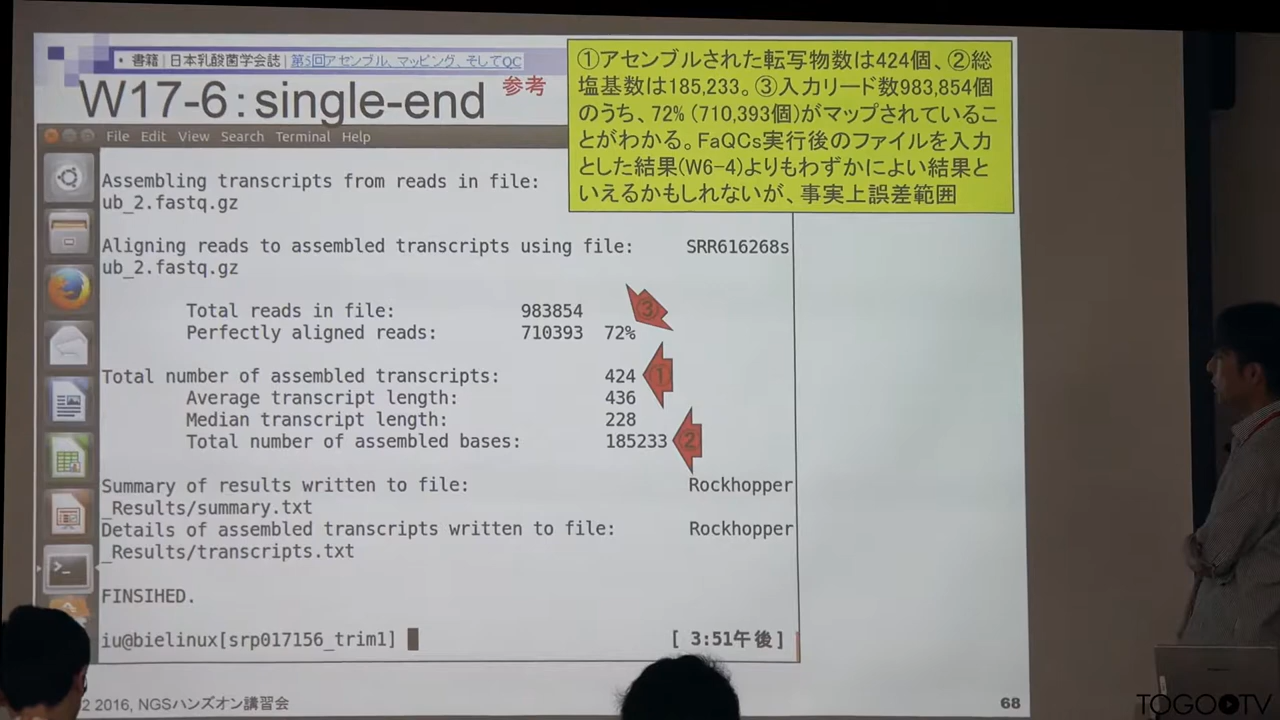 • 書籍 | 日本乳酸菌学会誌 | 第5回アセンブル、マッピング、そしてQC
W17-6：single-end 参考
①アセンブルされた転写物数は424個、②総
塩基数は185,233。③入力リード数983,854個
のうち、72% (710,393個)がマップされているこ
とがわかる。FaQCs実行後のファイルを入力
とした結果(W6-4)よりもわずかによい結果と
いえるかもしれないが、事実上誤差範囲
File Edit View Search Terminal Help
Assembling transcripts from reads in file:
ub_2.fastq.gz
Aligning reads to assembled transcripts using file: SRR616268s
ub_2.fastq.gz
Total reads in file: 983854 ③
Perfectly aligned reads: 710393 72%
Total number of assembled transcripts: 424 ①
Average transcript length: 436
Median transcript length: 228
Total number of assembled bases: 185233 ②
Summary of results written to file: Rockhopper
_Results/summary.txt
Details of assembled transcripts written to file: Rockhopper
_Results/transcripts.txt
FINSIHED.
iu@bielinux[srp017156_trim1] [ 3:51午後]
2 2016, NGSハンズオン講習会
68
TOGOTV